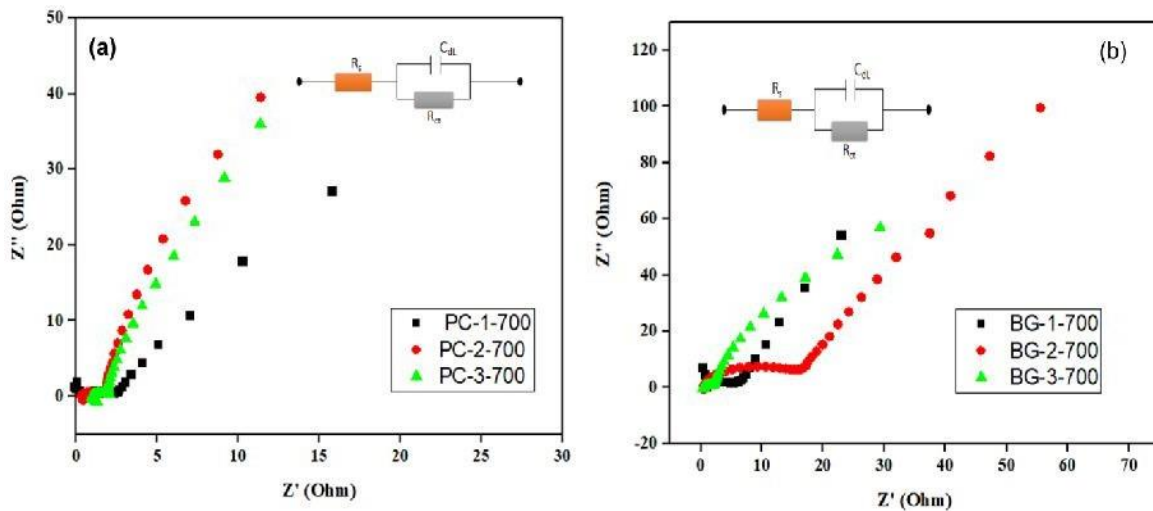 (a)
50
40
30
20
10
0
Z'' (Ohm)
0 5 10 15 20 25 30
Z' (Ohm)
Rs
CdL
Rct
PC-1-700
PC-2-700
PC-3-700
(b)
120
100
80
60
40
20
0
-20
Z'' (Ohm)
0 10 20 30 40 50 60 70
Z' (Ohm)
Rs
CdL
Rct
BG-1-700
BG-2-700
BG-3-700